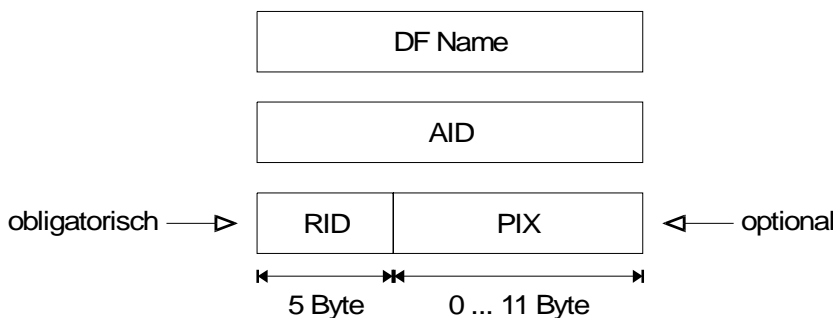 DF Name
AID
obligatorisch RID PIX optional
5 Byte 0 ... 11 Byte